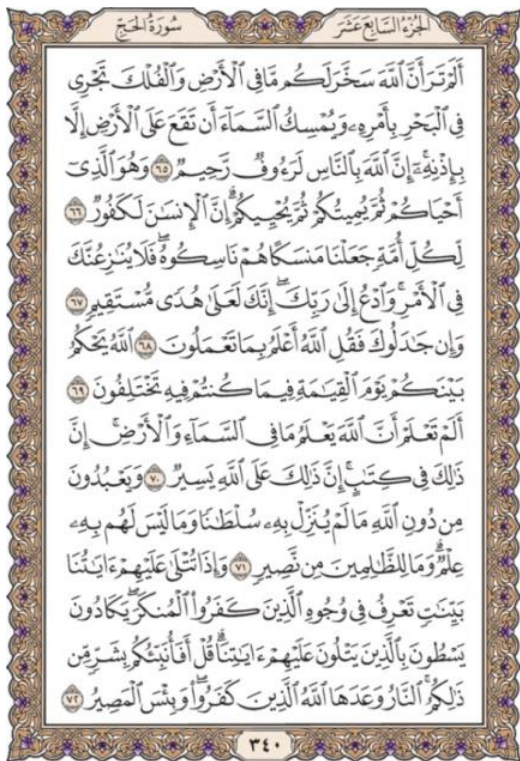 الجُزْءُ السَّابِعَ عَشَرَ
سُورَةُ الحَجِّ
أَلَمْ تَرَ أَنَّ ٱللَّهَ سَخَّرَ لَكُم مَّا فِى ٱلْأَرْضِ وَٱلْفُلْكَ تَجْرِى
فِى ٱلْبَحْرِ بِأَمْرِهِۦ وَيُمْسِكُ ٱلسَّمَآءَ أَن تَقَعَ عَلَى ٱلْأَرْضِ إِلَّا
بِإِذْنِهِۦٓ ۗ إِنَّ ٱللَّهَ بِٱلنَّاسِ لَرَءُوفٌ رَّحِيمٌ ٦٥ وَهُوَ ٱلَّذِىٓ
أَحْيَاكُمْ ثُمَّ يُمِيتُكُمْ ثُمَّ يُحْيِيكُمْ ۗ إِنَّ ٱلْإِنسَـٰنَ لَكَفُورٌ ٦٦
لِّكُلِّ أُمَّةٍ جَعَلْنَا مَنسَكًا هُمْ نَاسِكُوهُ ۖ فَلَا يُنَـٰزِعُنَّكَ
فِى ٱلْأَمْرِ ۚ وَٱدْعُ إِلَىٰ رَبِّكَ ۖ إِنَّكَ لَعَلَىٰ هُدًى مُّسْتَقِيمٍ ٦٧
وَإِن جَـٰدَلُوكَ فَقُلِ ٱللَّهُ أَعْلَمُ بِمَا تَعْمَلُونَ ٦٨ ٱللَّهُ يَحْكُمُ
بَيْنَكُمْ يَوْمَ ٱلْقِيَـٰمَةِ فِيمَا كُنتُمْ فِيهِ تَخْتَلِفُونَ ٦٩
أَلَمْ تَعْلَمْ أَنَّ ٱللَّهَ يَعْلَمُ مَا فِى ٱلسَّمَآءِ وَٱلْأَرْضِ ۗ إِنَّ
ذَٰلِكَ فِى كِتَـٰبٍ ۚ إِنَّ ذَٰلِكَ عَلَى ٱللَّهِ يَسِيرٌ ٧٠ وَيَعْبُدُونَ
مِن دُونِ ٱللَّهِ مَا لَمْ يُنَزِّلْ بِهِۦ سُلْطَـٰنًا وَمَا لَيْسَ لَهُم بِهِۦ
عِلْمٌ ۗ وَمَا لِلظَّـٰلِمِينَ مِن نَّصِيرٍ ٧١ وَإِذَا تُتْلَىٰ عَلَيْهِمْ ءَايَـٰتُنَا
بَيِّنَـٰتٍ تَعْرِفُ فِى وُجُوهِ ٱلَّذِينَ كَفَرُوا۟ ٱلْمُنكَرَ ۖ يَكَادُونَ
يَسْطُونَ بِٱلَّذِينَ يَتْلُونَ عَلَيْهِمْ ءَايَـٰتِنَا ۗ قُلْ أَفَأُنَبِّئُكُم بِشَرٍّ مِّن
ذَٰلِكُمُ ۗ ٱلنَّارُ وَعَدَهَا ٱللَّهُ ٱلَّذِينَ كَفَرُوا۟ ۖ وَبِئْسَ ٱلْمَصِيرُ ٧٢
٣٤٠